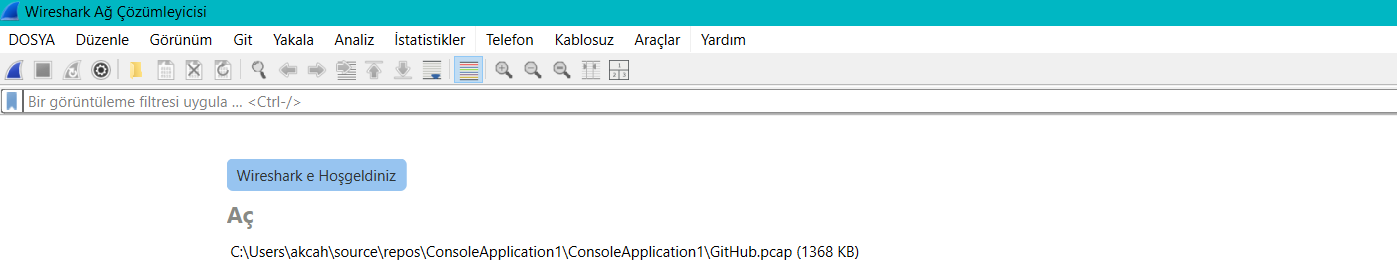 Wireshark Ağ Çözümleyicisi
DOSYA Düzenle Görünüm Git Yakala Analiz İstatistikler Telefon Kablosuz Araçlar Yardım
Bir görüntüleme filtresi uygula ... <Ctrl-/>
Wireshark e Hoşgeldiniz
Aç
C:\Users\akcah\source\repos\ConsoleApplication1\ConsoleApplication1\GitHub.pcap (1368 KB)